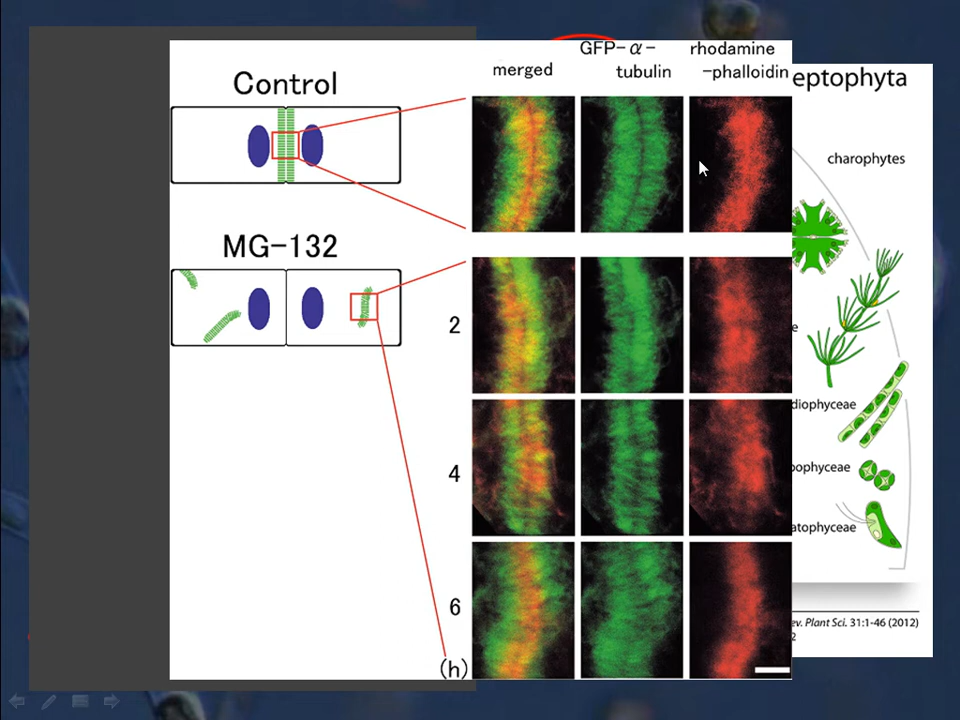 Control
MG-132
merged
GFP-α-
tubulin
rhodamine
-phalloidin
2
4
6
(h)
eptophyta
charophytes
e
diophyceae
ophyceae
atophyceae
ev. Plant Sci. 31:1-46 (2012)
2